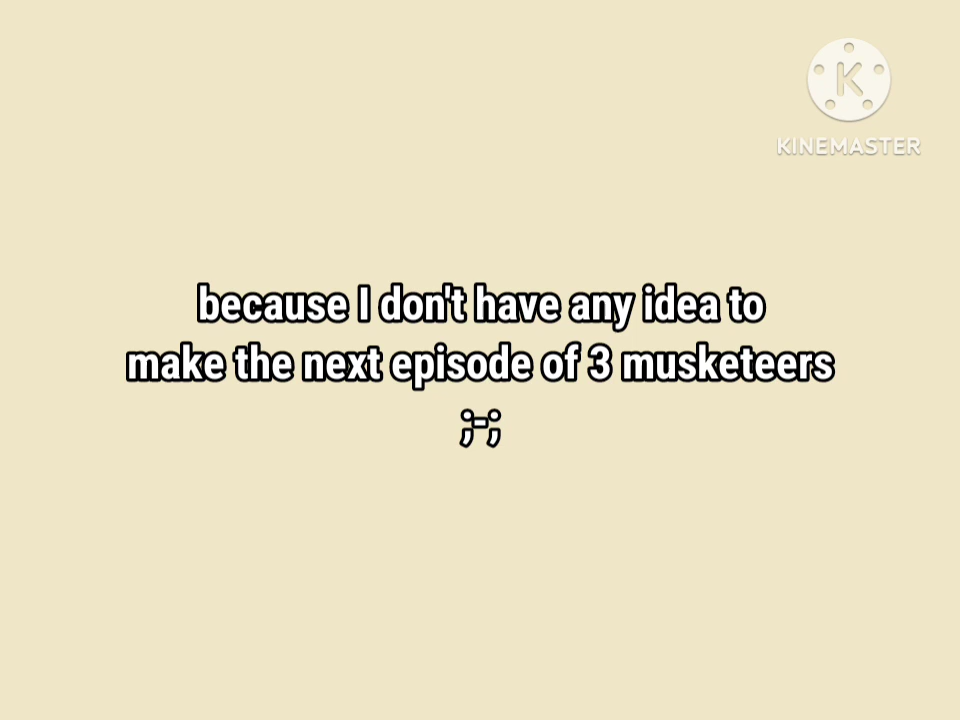 K
KINEMASTER
because I don't have any idea to
make the next episode of 3 musketeers
;-;